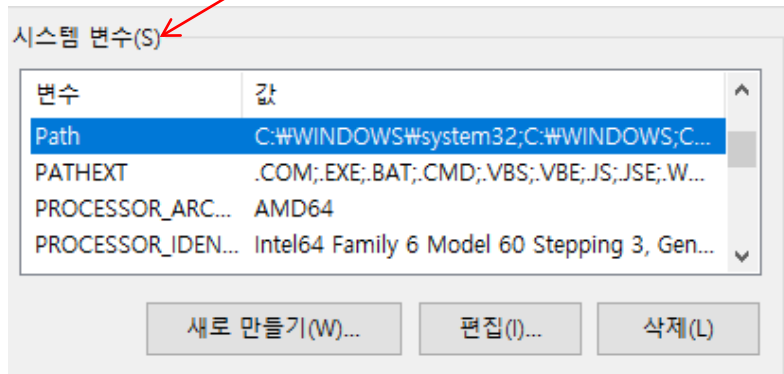 시스템 변수(S)
변수 값
Path C:₩WINDOWS₩system32;C:₩WINDOWS;C...
PATHEXT .COM;.EXE;.BAT;.CMD;.VBS;.VBE;.JS;.JSE;.W...
PROCESSOR_ARC... AMD64
PROCESSOR_IDEN... Intel64 Family 6 Model 60 Stepping 3, Gen...
새로 만들기(W)... 편집(I)... 삭제(L)